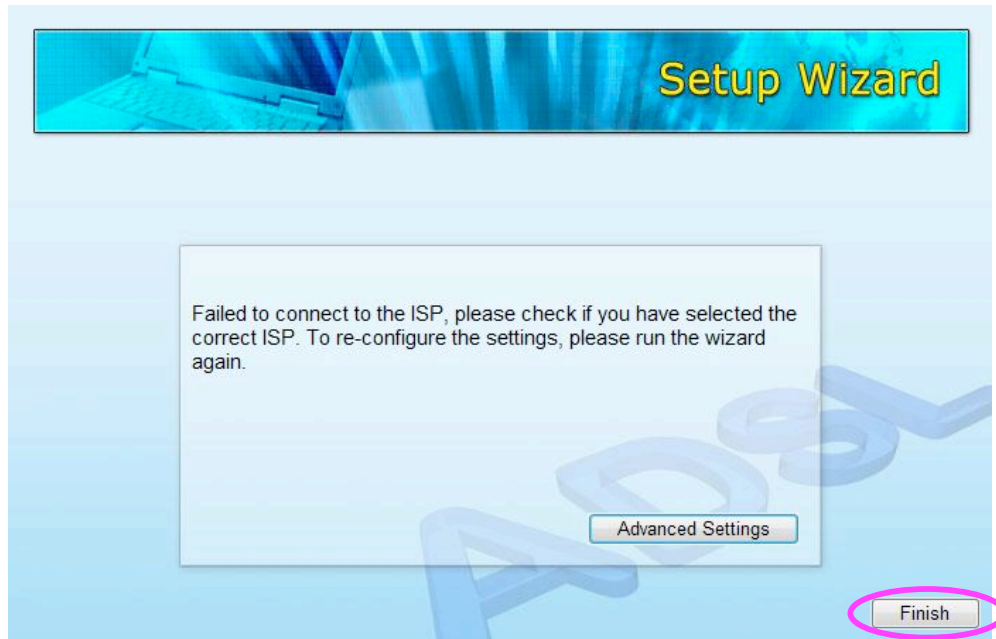 Setup Wizard
Failed to connect to the ISP, please check if you have selected the
correct ISP. To re-configure the settings, please run the wizard
again.
ADSL
Advanced Settings
Finish